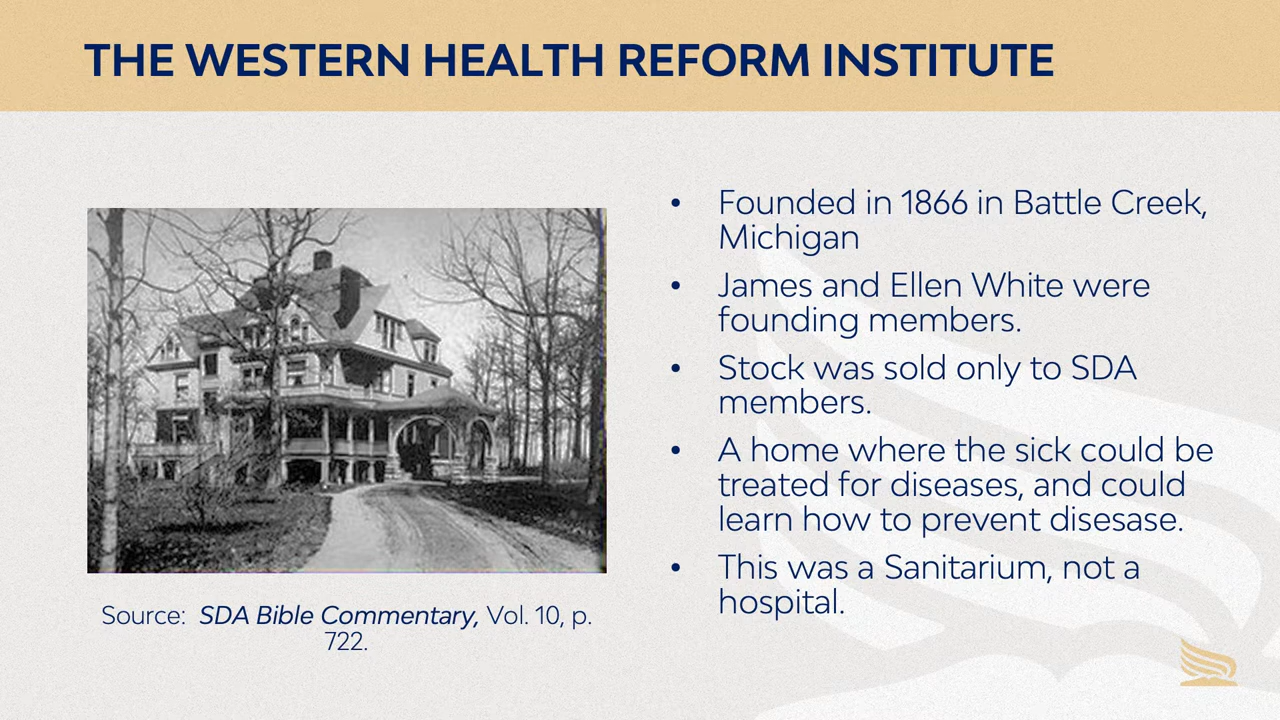 THE WESTERN HEALTH REFORM INSTITUTE
• Founded in 1866 in Battle Creek,
Michigan
• James and Ellen White were
founding members.
• Stock was sold only to SDA
members.
• A home where the sick could be
treated for diseases, and could
learn how to prevent disesase.
• This was a Sanitarium, not a
hospital.
Source: SDA Bible Commentary, Vol. 10, p.
722.